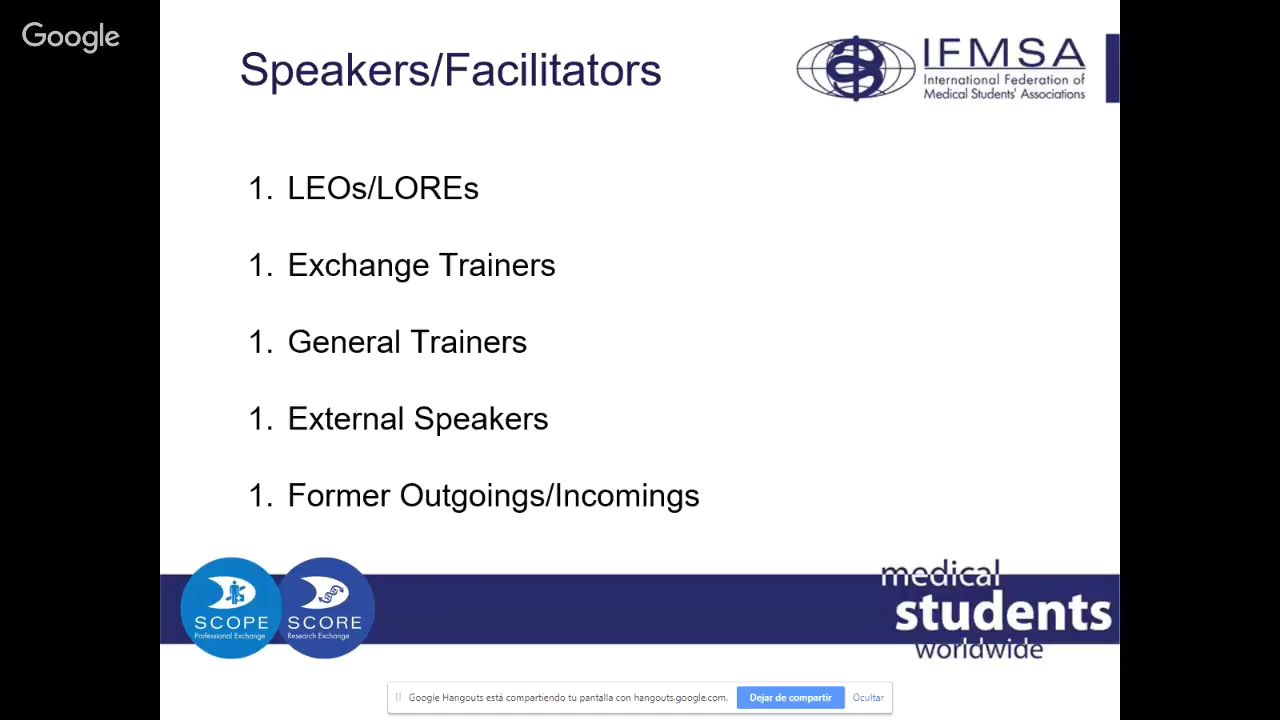 Google
Speakers/Facilitators
IFMSA
International Federation of
Medical Students' Associations
1. LEOs/LOREs
1. Exchange Trainers
1. General Trainers
1. External Speakers
1. Former Outgoings/Incomings
SCOPE
Professional Exchange
SCORE
Research Exchange
medical
students
worldwide
Google Hangouts está compartiendo tu pantalla con hangouts.google.com. Dejar de compartir Ocultar